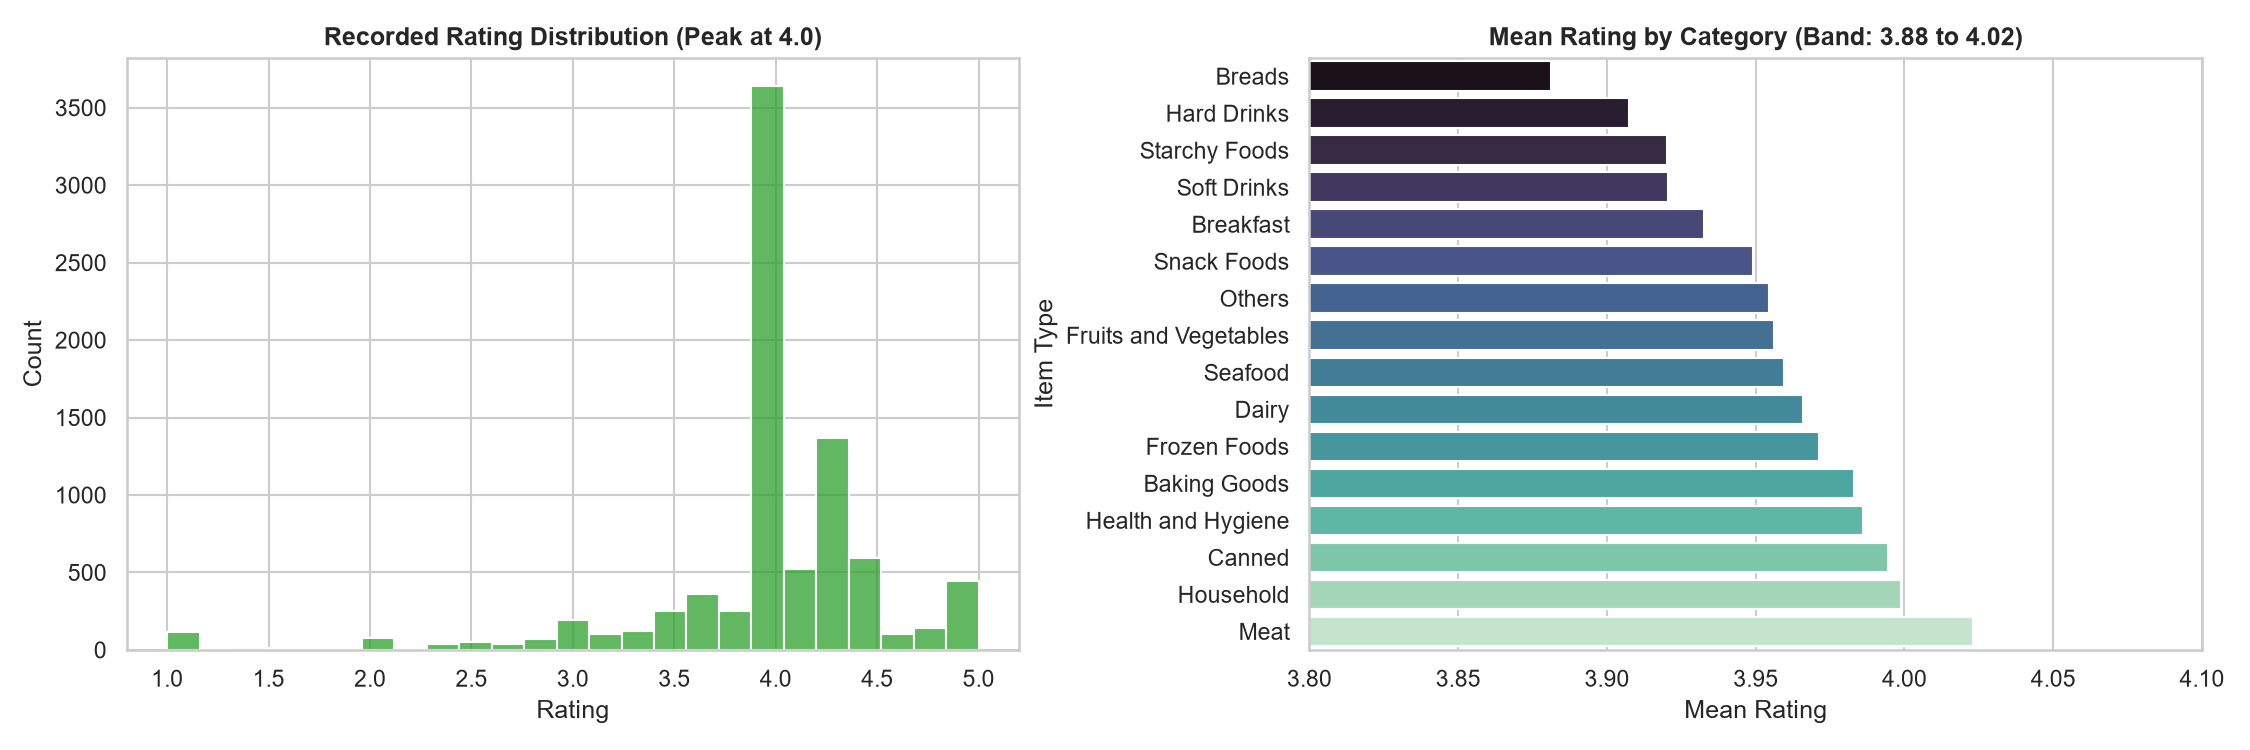 Recorded Rating Distribution (Peak at 4.0)
Count
3500
3000
2500
2000
1500
1000
500
0
1.0 1.5 2.0 2.5 3.0 3.5 4.0 4.5 5.0
Rating
Mean Rating by Category (Band: 3.88 to 4.02)
Item Type
Breads
Hard Drinks
Starchy Foods
Soft Drinks
Breakfast
Snack Foods
Others
Fruits and Vegetables
Seafood
Dairy
Frozen Foods
Baking Goods
Health and Hygiene
Canned
Household
Meat
3.80 3.85 3.90 3.95 4.00 4.05 4.10
Mean Rating